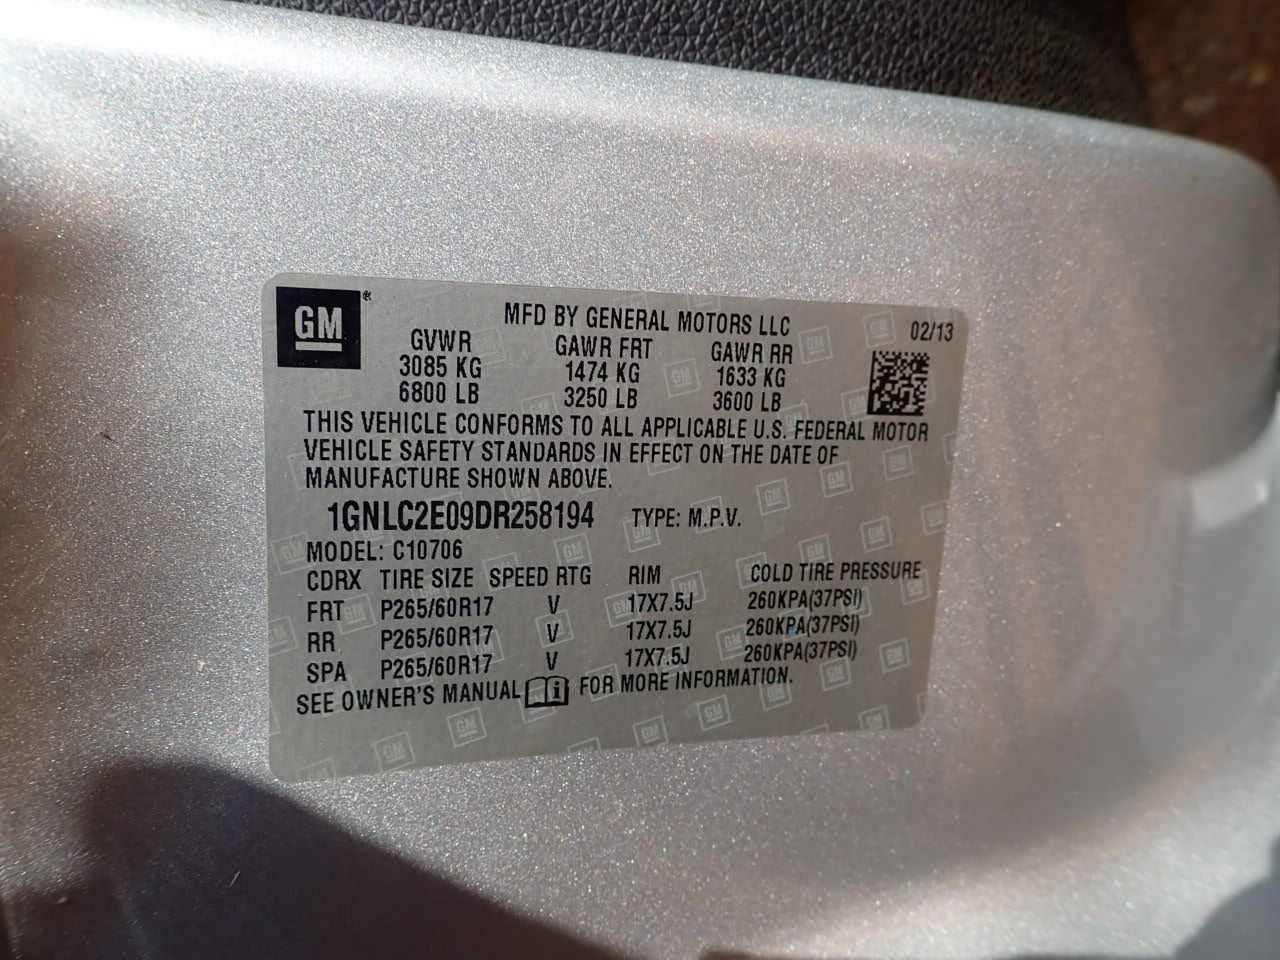 GM®
MFD BY GENERAL MOTORS LLC 02/13
GVWR GAWR FRT GAWR RR
3085 KG 1474 KG 1633 KG
6800 LB 3250 LB 3600 LB
THIS VEHICLE CONFORMS TO ALL APPLICABLE U.S. FEDERAL MOTOR
VEHICLE SAFETY STANDARDS IN EFFECT ON THE DATE OF
MANUFACTURE SHOWN ABOVE.
1GNLC2E09DR258194 TYPE: M.P.V.
MODEL: C10706
CDRX TIRE SIZE SPEED RTG RIM COLD TIRE PRESSURE
FRT P265/60R17 V 17X7.5J 260KPA(37PSI)
RR P265/60R17 V 17X7.5J 260KPA(37PSI)
SPA P265/60R17 V 17X7.5J 260KPA(37PSI)
SEE OWNER'S MANUAL FOR MORE INFORMATION.